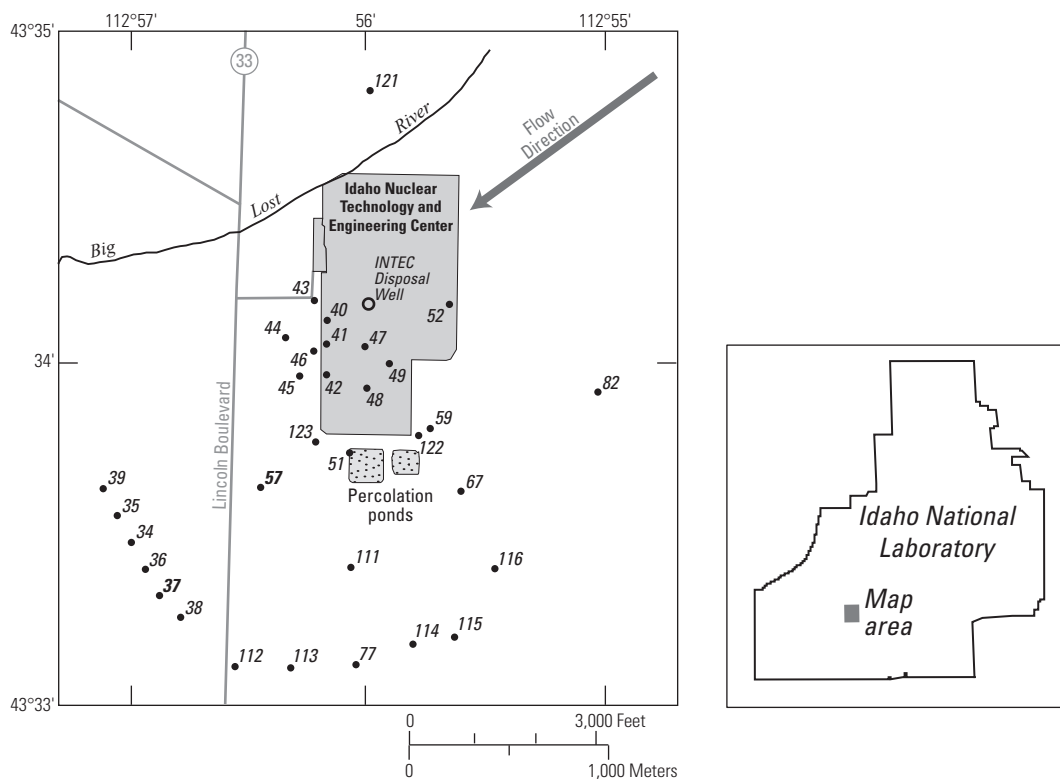 112°57'
56'
112°55'
43°35'
33
121
River
Flow
Direction
Idaho Nuclear
Technology and
Engineering Center
Lost
Big
INTEC
Disposal
Well
43
40
52
44
41
47
34'
46
49
45
42
48
82
59
123
122
51
Lincoln Boulevard
57
Percolation
ponds
67
39
35
34
36
37
38
111
116
114
115
112
113
77
43°33'
0
3,000 Feet
0
1,000 Meters
Idaho National
Laboratory
Map
area